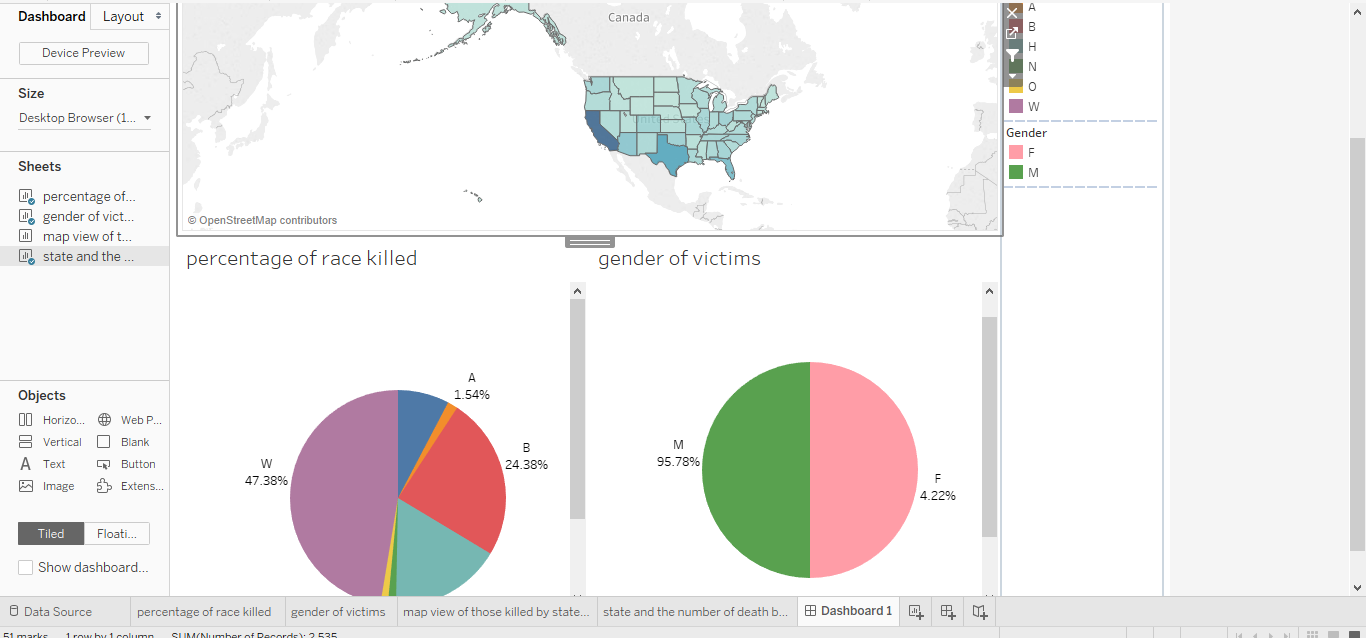 Dashboard Layout
Device Preview
Size
Desktop Browser (1...
Sheets
percentage of...
gender of vict...
map view of t...
state and the ...
Objects
Horizo... Web P...
Vertical Blank
Text Button
Image Extens...
Tiled Floati...
Show dashboard...
Canada
United States
© OpenStreetMap contributors
A
B
H
N
O
W
Gender
F
M
percentage of race killed
A
1.54%
B
24.38%
W
47.38%
gender of victims
M
95.78%
F
4.22%
Data Source percentage of race killed gender of victims map view of those killed by state... state and the number of death b... Dashboard 1
51 marks 1 row by 1 column SUM(Number of Records): 2,535